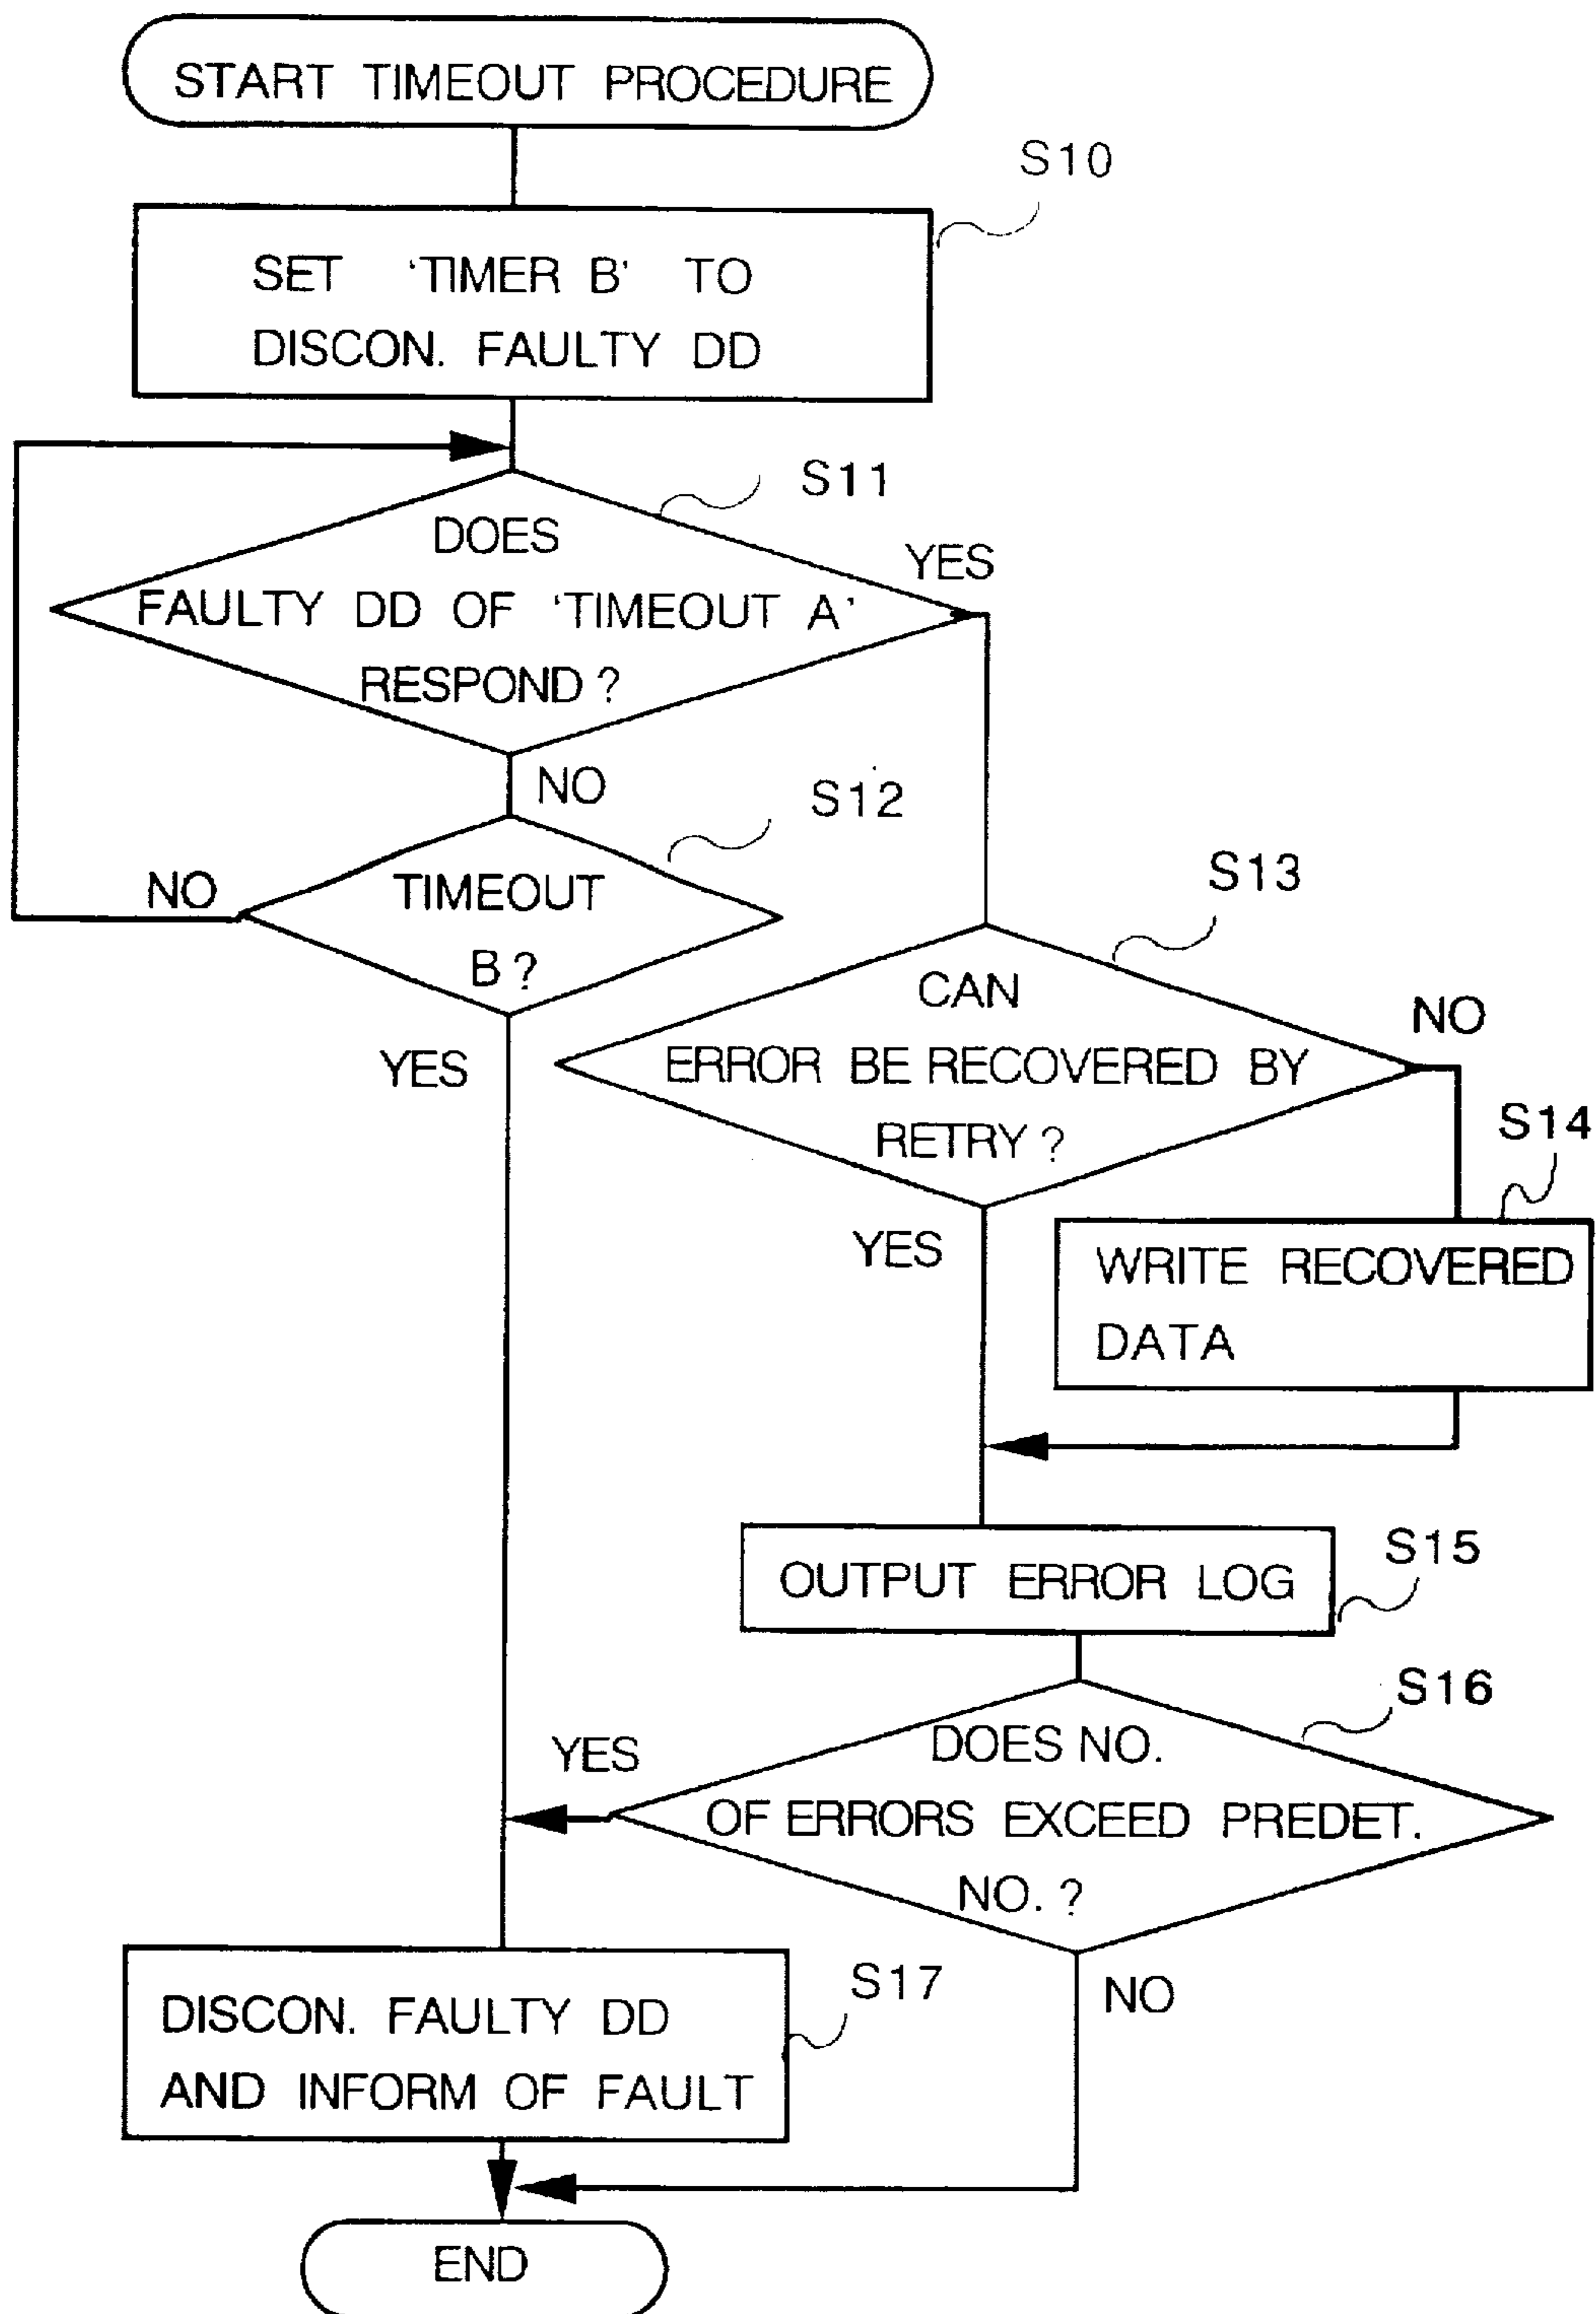 START TIMEOUT PROCEDURE
S10
SET 'TIMER B' TO
DISCON. FAULTY DD
S11
DOES
YES
FAULTY DD OF 'TIMEOUT A'
RESPOND ?
NO
S12
NO
TIMEOUT
B ?
YES
S13
CAN
NO
ERROR BE RECOVERED BY
RETRY ?
S14
YES
WRITE RECOVERED
DATA
OUTPUT ERROR LOG
S15
S16
YES
DOES NO.
OF ERRORS EXCEED PREDET.
NO. ?
NO
S17
DISCON. FAULTY DD
AND INFORM OF FAULT
END